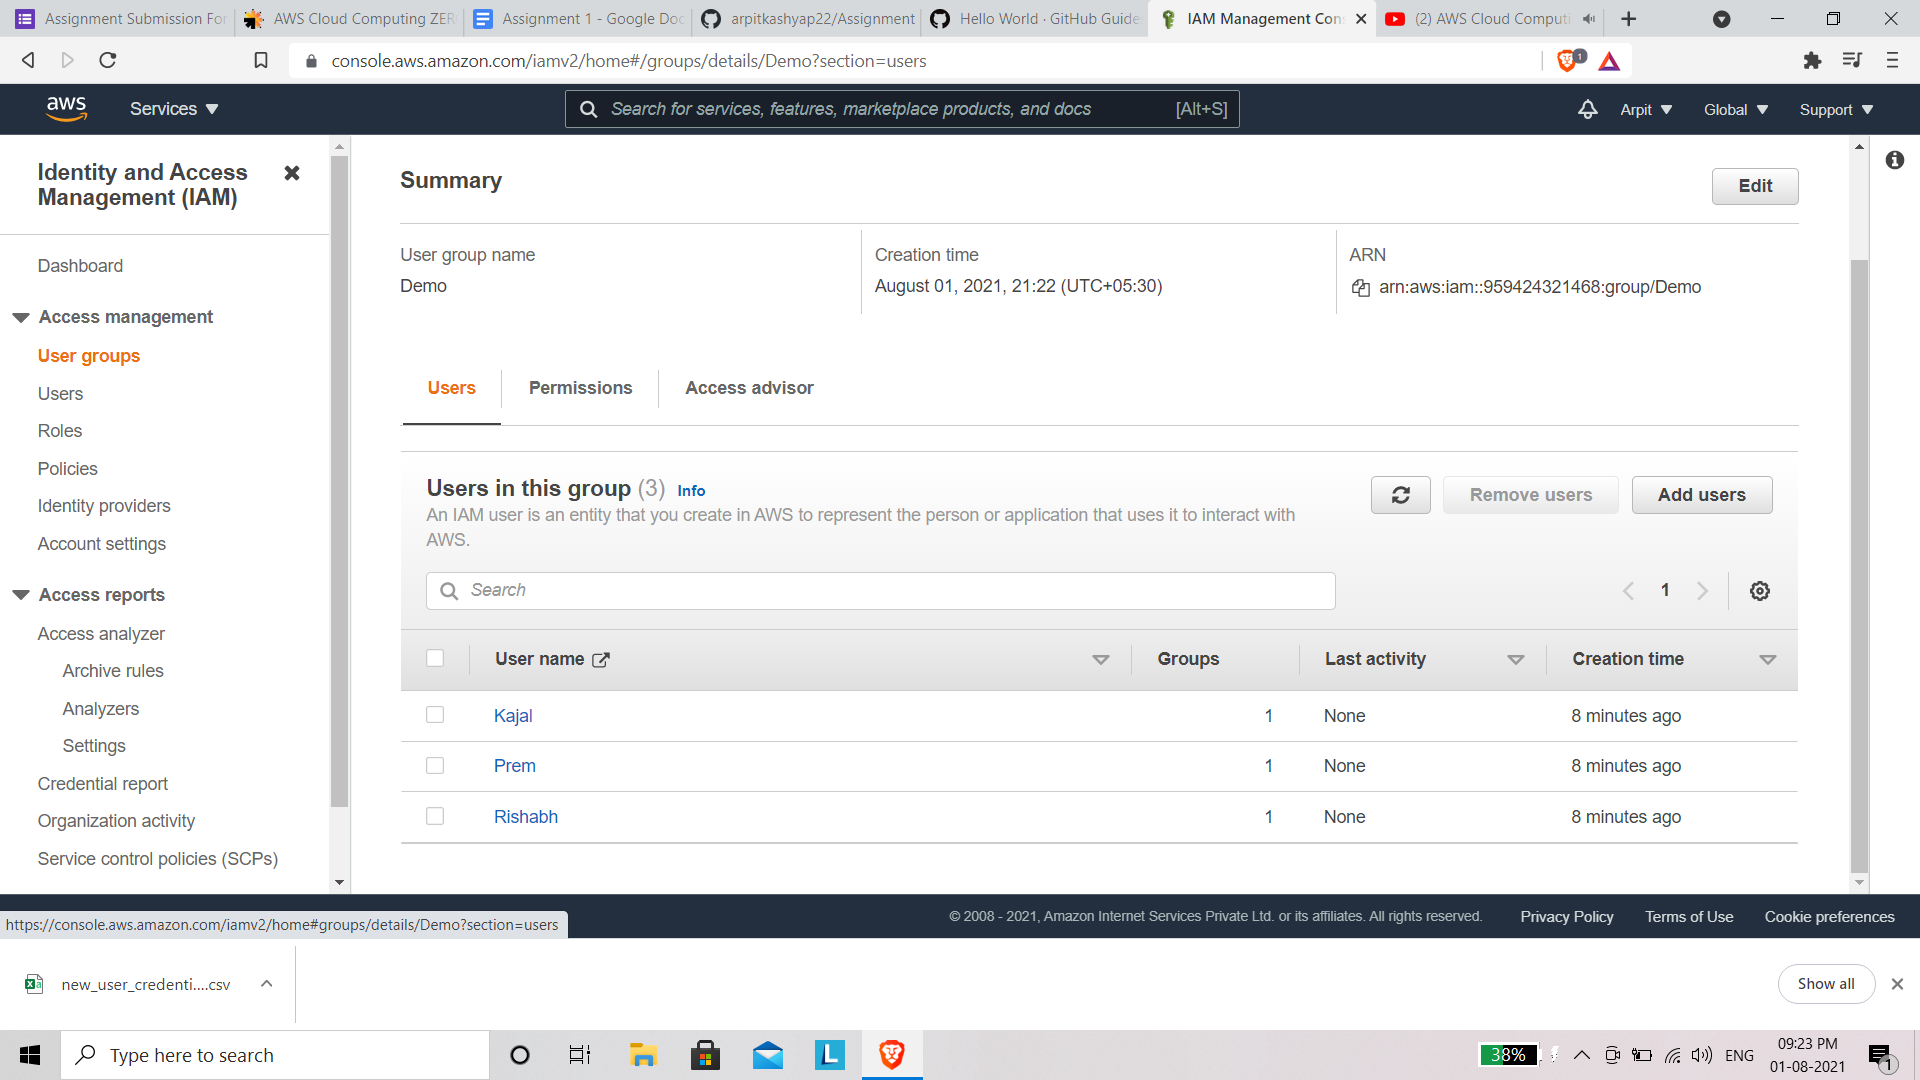 Assignment Submission For
AWS Cloud Computing ZER
Assignment 1 - Google Doc
arpitkashyap22/Assignment
Hello World · GitHub Guide
IAM Management Con
(2) AWS Cloud Computi
console.aws.amazon.com/iamv2/home#/groups/details/Demo?section=users
1
aws
Services
Search for services, features, marketplace products, and docs
[Alt+S]
Arpit
Global
Support
Identity and Access
Management (IAM)
Dashboard
Access management
User groups
Users
Roles
Policies
Identity providers
Account settings
Access reports
Access analyzer
Archive rules
Analyzers
Settings
Credential report
Organization activity
Service control policies (SCPs)
Summary
Edit
User group name
Demo
Creation time
August 01, 2021, 21:22 (UTC+05:30)
ARN
arn:aws:iam::959424321468:group/Demo
Users
Permissions
Access advisor
Users in this group (3) Info
An IAM user is an entity that you create in AWS to represent the person or application that uses it to interact with
AWS.
Remove users
Add users
Search
1
User name
Groups
Last activity
Creation time
Kajal 1 None 8 minutes ago
Prem 1 None 8 minutes ago
Rishabh 1 None 8 minutes ago
https://console.aws.amazon.com/iamv2/home#groups/details/Demo?section=users
© 2008 - 2021, Amazon Internet Services Private Ltd. or its affiliates. All rights reserved.
Privacy Policy
Terms of Use
Cookie preferences
new_user_credenti....csv
Show all
Type here to search
L
38%
ENG
09:23 PM
01-08-2021
1